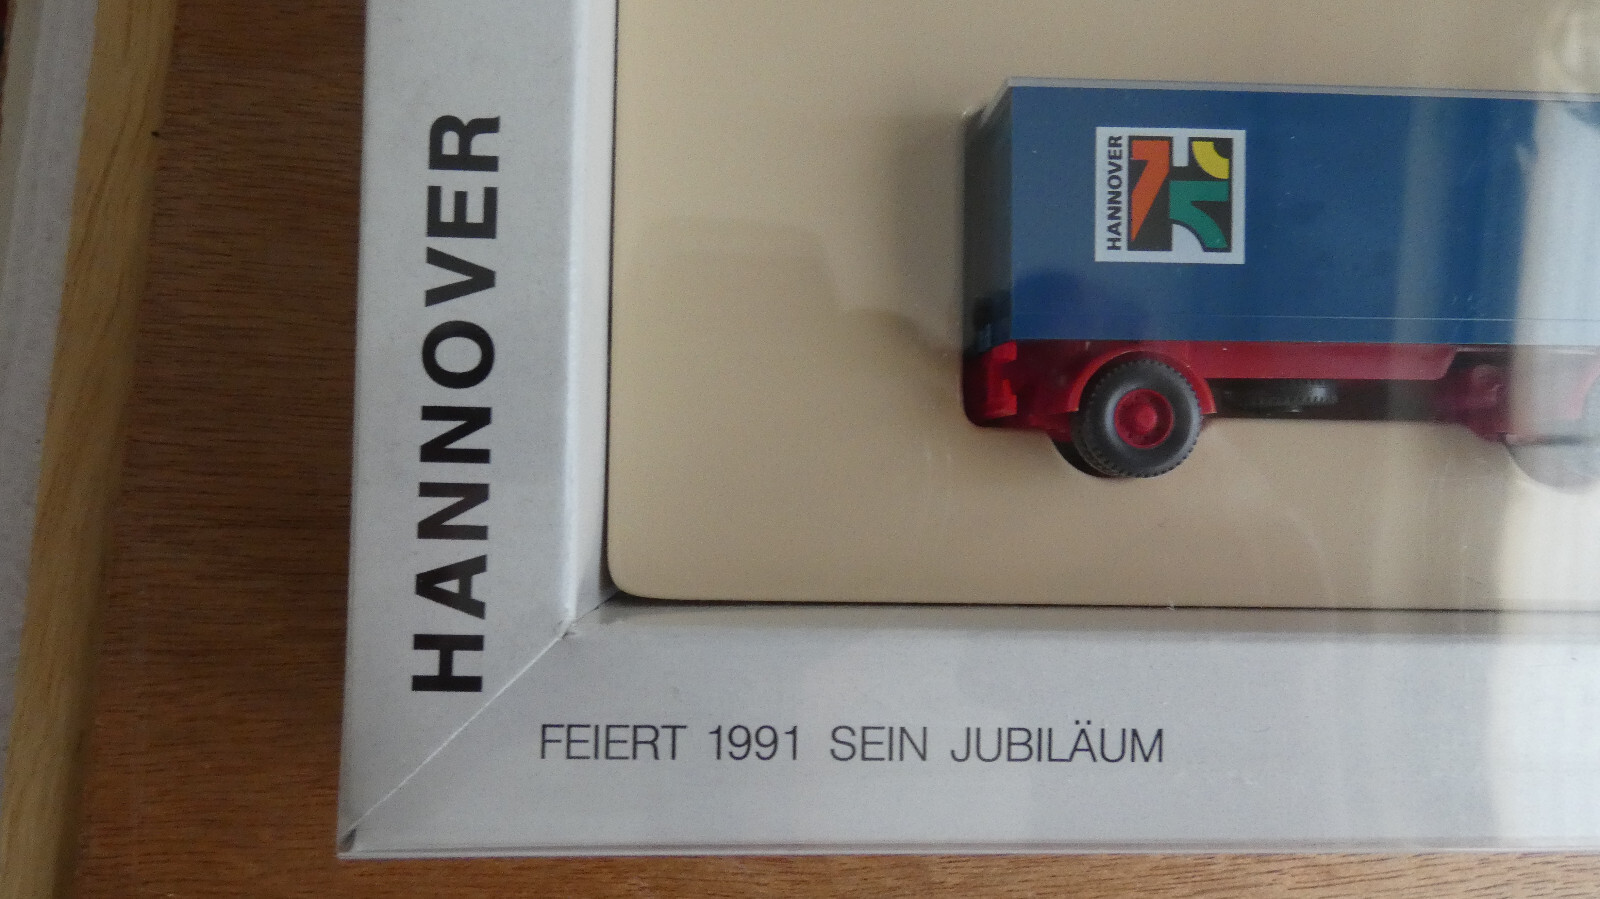 HANNOVER
HANNOVER
FEIERT 1991 SEIN JUBILÄUM